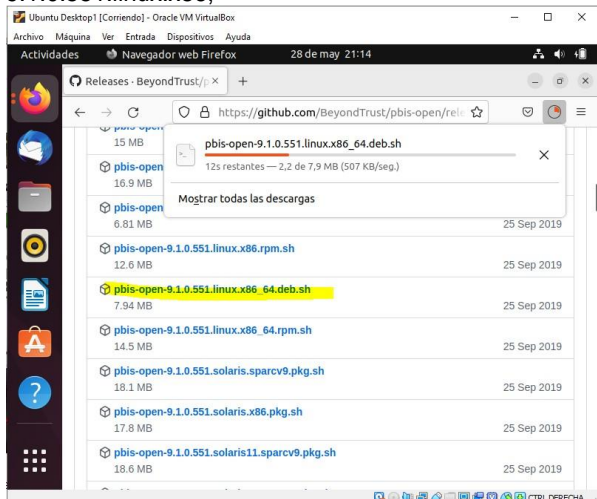 Ubuntu Desktop1 [Corriendo] - Oracle VM VirtualBox
Archivo Máquina Ver Entrada Dispositivos Ayuda
Actividades Navegador web Firefox 28 de may 21:14
Releases · BeyondTrust/p
https://github.com/BeyondTrust/pbis-open/rele
pbis-open-9.1.0.551.linux.x86_64.deb.sh
12s restantes — 2,2 de 7,9 MB (507 KB/seg.)
Mostrar todas las descargas
pbis-open
15 MB
pbis-open
16.9 MB
pbis-open
6.81 MB 25 Sep 2019
pbis-open-9.1.0.551.linux.x86.rpm.sh
12.6 MB 25 Sep 2019
pbis-open-9.1.0.551.linux.x86_64.deb.sh
7.94 MB 25 Sep 2019
pbis-open-9.1.0.551.linux.x86_64.rpm.sh
14.5 MB 25 Sep 2019
pbis-open-9.1.0.551.solaris.sparcv9.pkg.sh
18.1 MB 25 Sep 2019
pbis-open-9.1.0.551.solaris.x86.pkg.sh
17.8 MB 25 Sep 2019
pbis-open-9.1.0.551.solaris11.sparcv9.pkg.sh
18.6 MB 25 Sep 2019
CTRL DERECHA